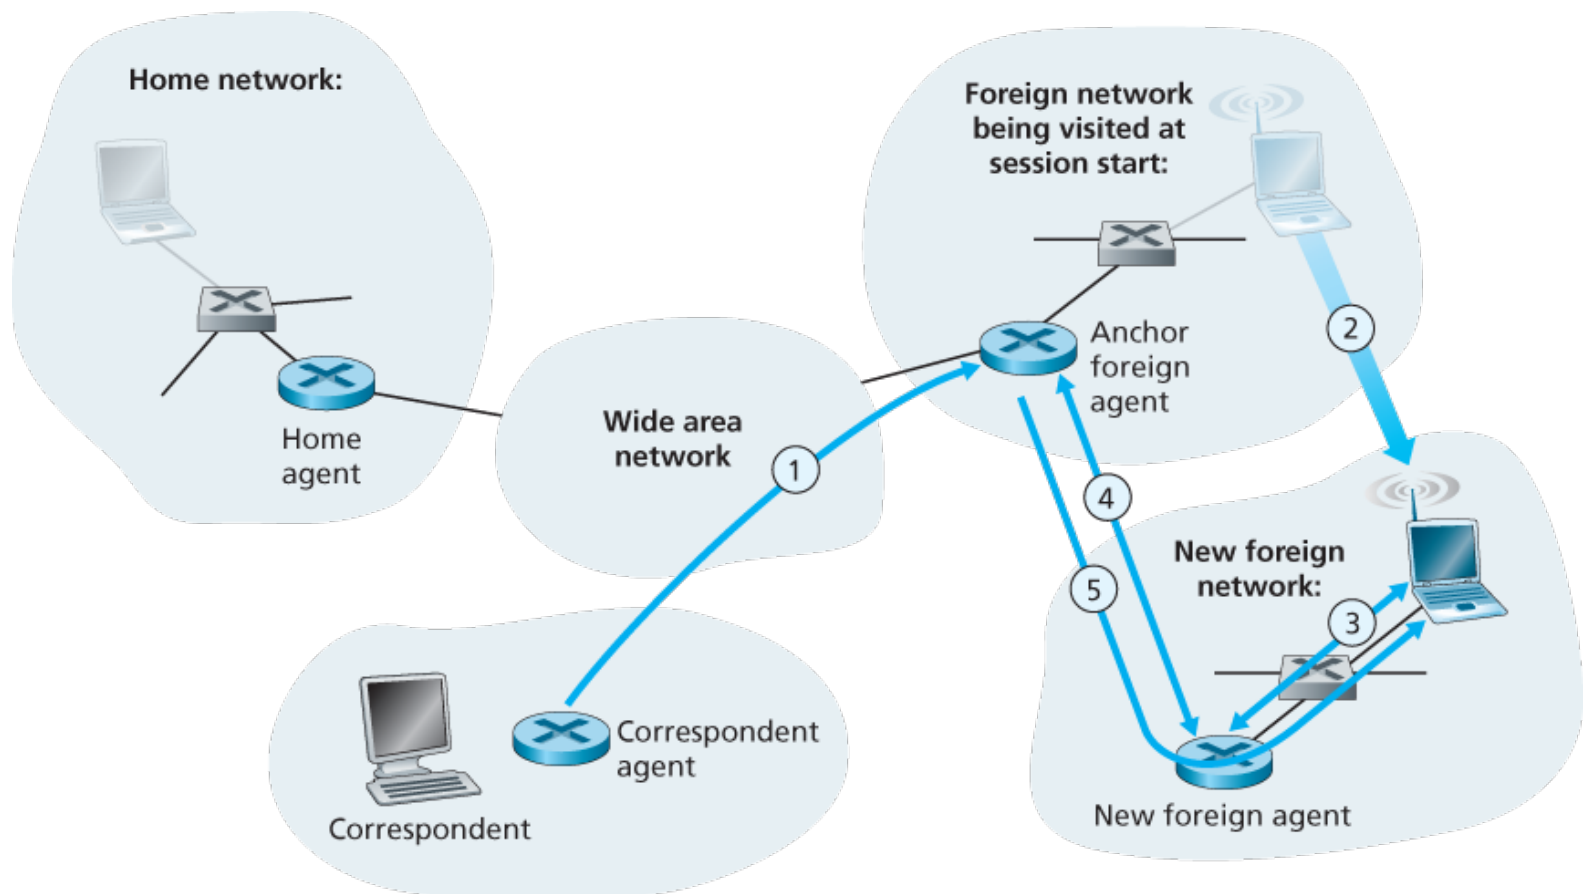 Home network:
Home
agent
Wide area
network
1
Correspondent
Correspondent
agent
Foreign network
being visited at
session start:
Anchor
foreign
agent
2
4
5
New foreign
network:
3
New foreign agent